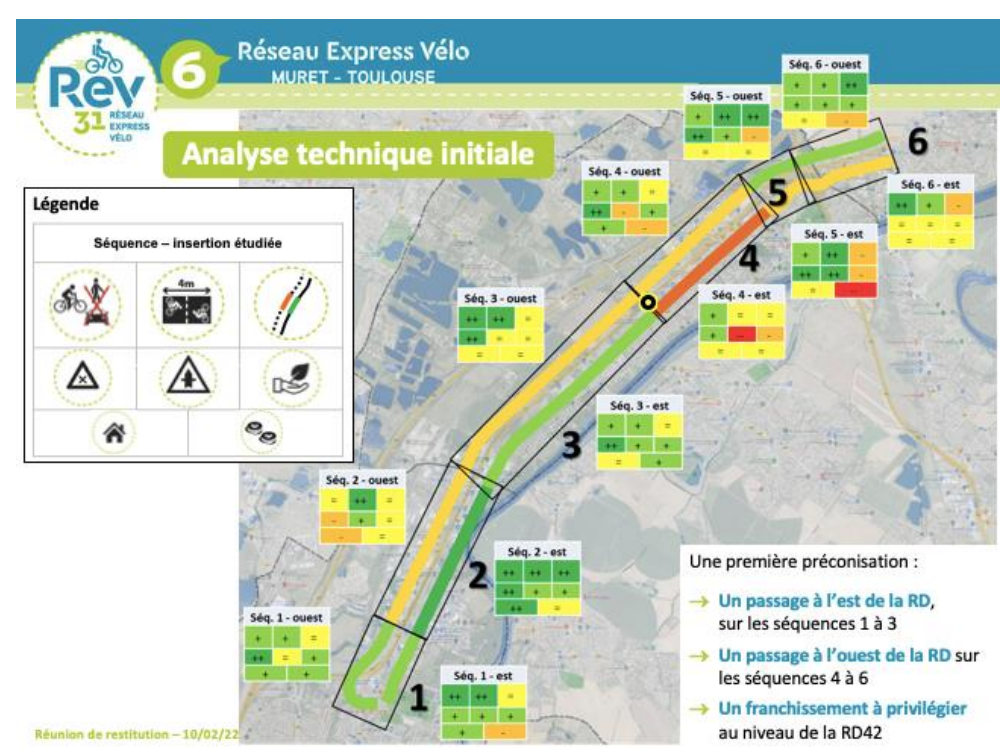 Rev
31 RÉSEAU
EXPRESS
VÉLO
6
Réseau Express Vélo
MURET – TOULOUSE
Analyse technique initiale
Légende
Séquence – insertion étudiée
4m
Séq. 6 - ouest
+ + ++
+ + +
= -
Séq. 5 - ouest
+ ++ ++
++ + -
= =
6
Séq. 4 - ouest
+ + =
++ - +
+ -
Séq. 6 - est
++ + -
= = =
= =
5
Séq. 5 - est
+ ++ -
++ ++ -
= --
4
Séq. 3 - ouest
++ ++ =
++ = =
= =
Séq. 4 - est
+ = =
+ -- -
= =
Séq. 3 - est
+ + =
++ + +
= +
3
Séq. 2 - ouest
= ++ =
- + =
- =
2
Séq. 2 - est
++ ++ ++
++ + +
++ =
Séq. 1 - ouest
+ + =
++ = +
+ +
1
Séq. 1 - est
++ ++ =
+ + +
+ -
Une première préconisation :
→ Un passage à l'est de la RD,
sur les séquences 1 à 3
→ Un passage à l'ouest de la RD sur
les séquences 4 à 6
→ Un franchissement à privilégier
au niveau de la RD42
Réunion de restitution – 10/02/22